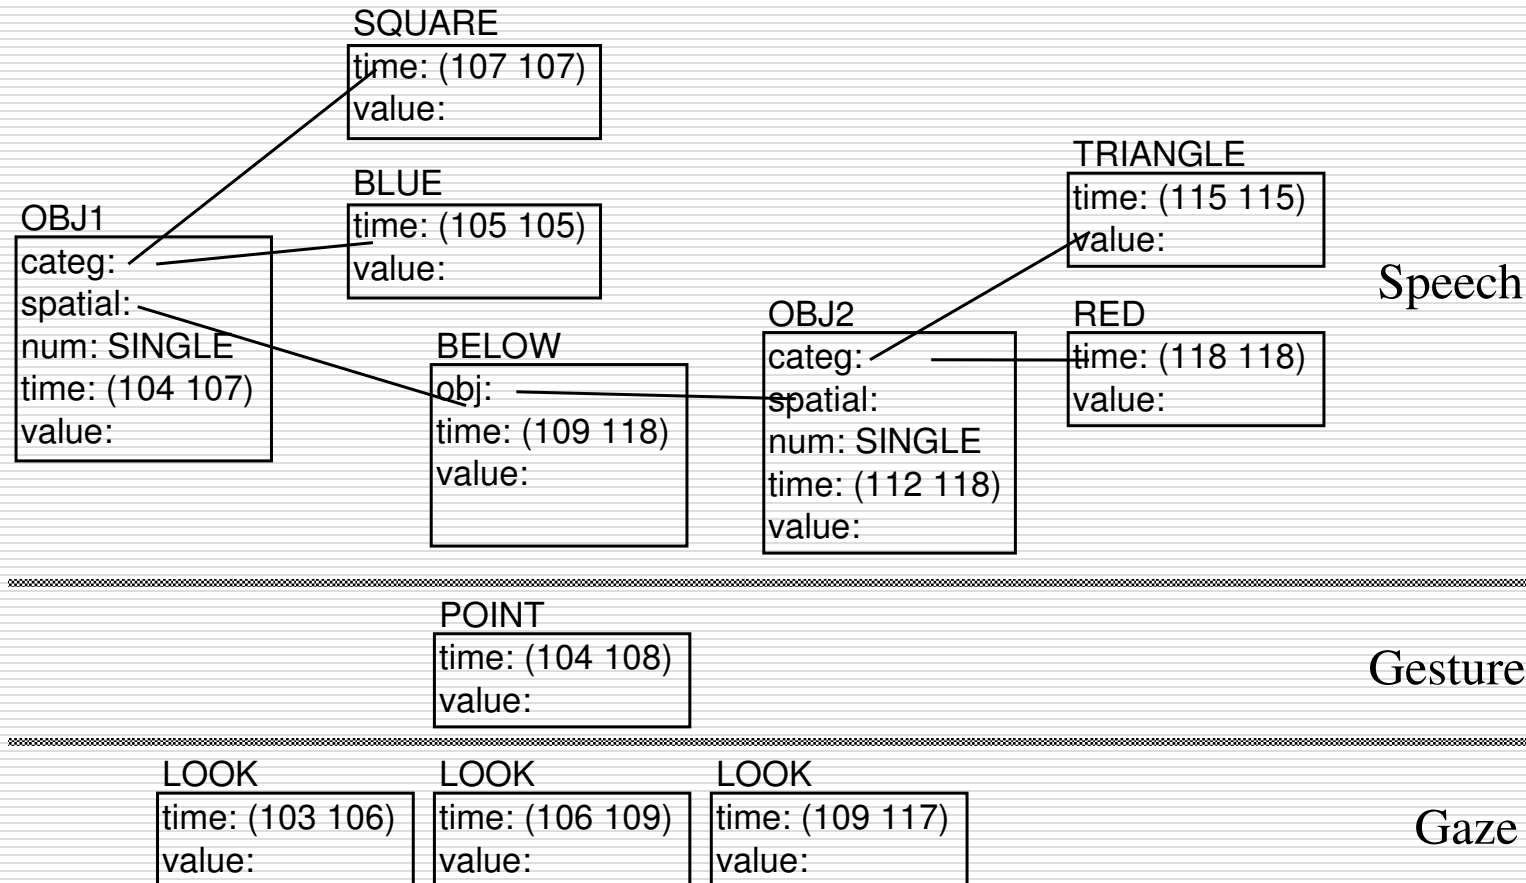 SQUARE
time: (107 107)
value:
BLUE
time: (105 105)
value:
OBJ1
categ:
spatial:
num: SINGLE
time: (104 107)
value:
BELOW
obj:
time: (109 118)
value:
OBJ2
categ:
spatial:
num: SINGLE
time: (112 118)
value:
TRIANGLE
time: (115 115)
value:
RED
time: (118 118)
value:
Speech
POINT
time: (104 108)
value:
Gesture
LOOK
time: (103 106)
value:
LOOK
time: (106 109)
value:
LOOK
time: (109 117)
value:
Gaze